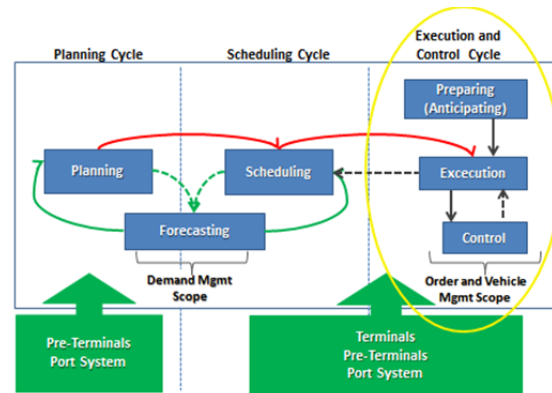 Planning Cycle
Scheduling Cycle
Execution and
Control Cycle
Preparing
(Anticipating)
Planning
Scheduling
Excecution
Forecasting
Control
Demand Mgmt
Scope
Order and Vehicle
Mgmt Scope
Pre-Terminals
Port System
Terminals
Pre-Terminals
Port System